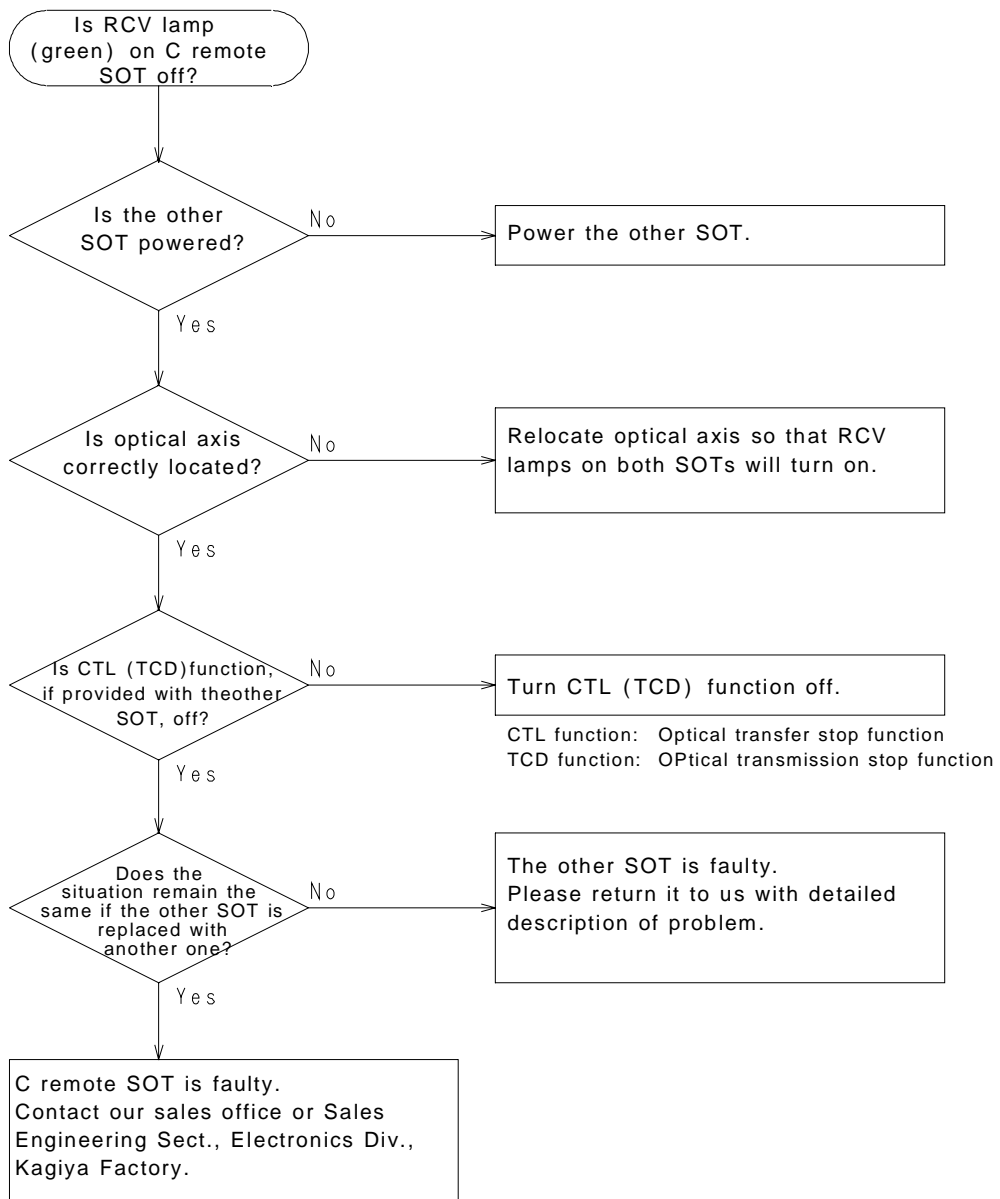 Is RCV lamp
(green) on C remote
SOT off?
Is the other
SOT powered?
No
Power the other SOT.
Yes
Is optical axis
correctly located?
No
Relocate optical axis so that RCV
lamps on both SOTs will turn on.
Yes
Is CTL (TCD)function,
if provided with theother
SOT, off?
No
Turn CTL (TCD) function off.
CTL function: Optical transfer stop function
TCD function: OPtical transmission stop function
Yes
Does the
situation remain the
same if the other SOT is
replaced with
another one?
No
The other SOT is faulty.
Please return it to us with detailed
description of problem.
Yes
C remote SOT is faulty.
Contact our sales office or Sales
Engineering Sect., Electronics Div.,
Kagiya Factory.